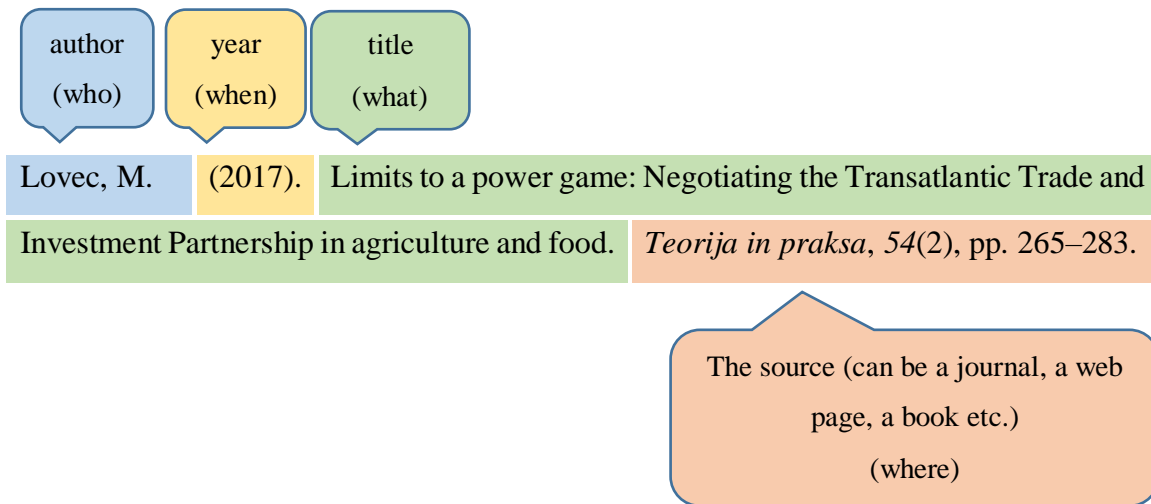 author
(who)
year
(when)
title
(what)
Lovec, M. (2017). Limits to a power game: Negotiating the Transatlantic Trade and
Investment Partnership in agriculture and food. Teorija in praksa, 54(2), pp. 265–283.
The source (can be a journal, a web
page, a book etc.)
(where)